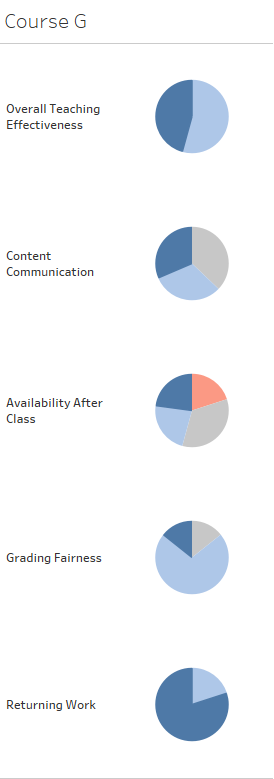 Course G
Overall Teaching
Effectiveness
Content
Communication
Availability After
Class
Grading Fairness
Returning Work